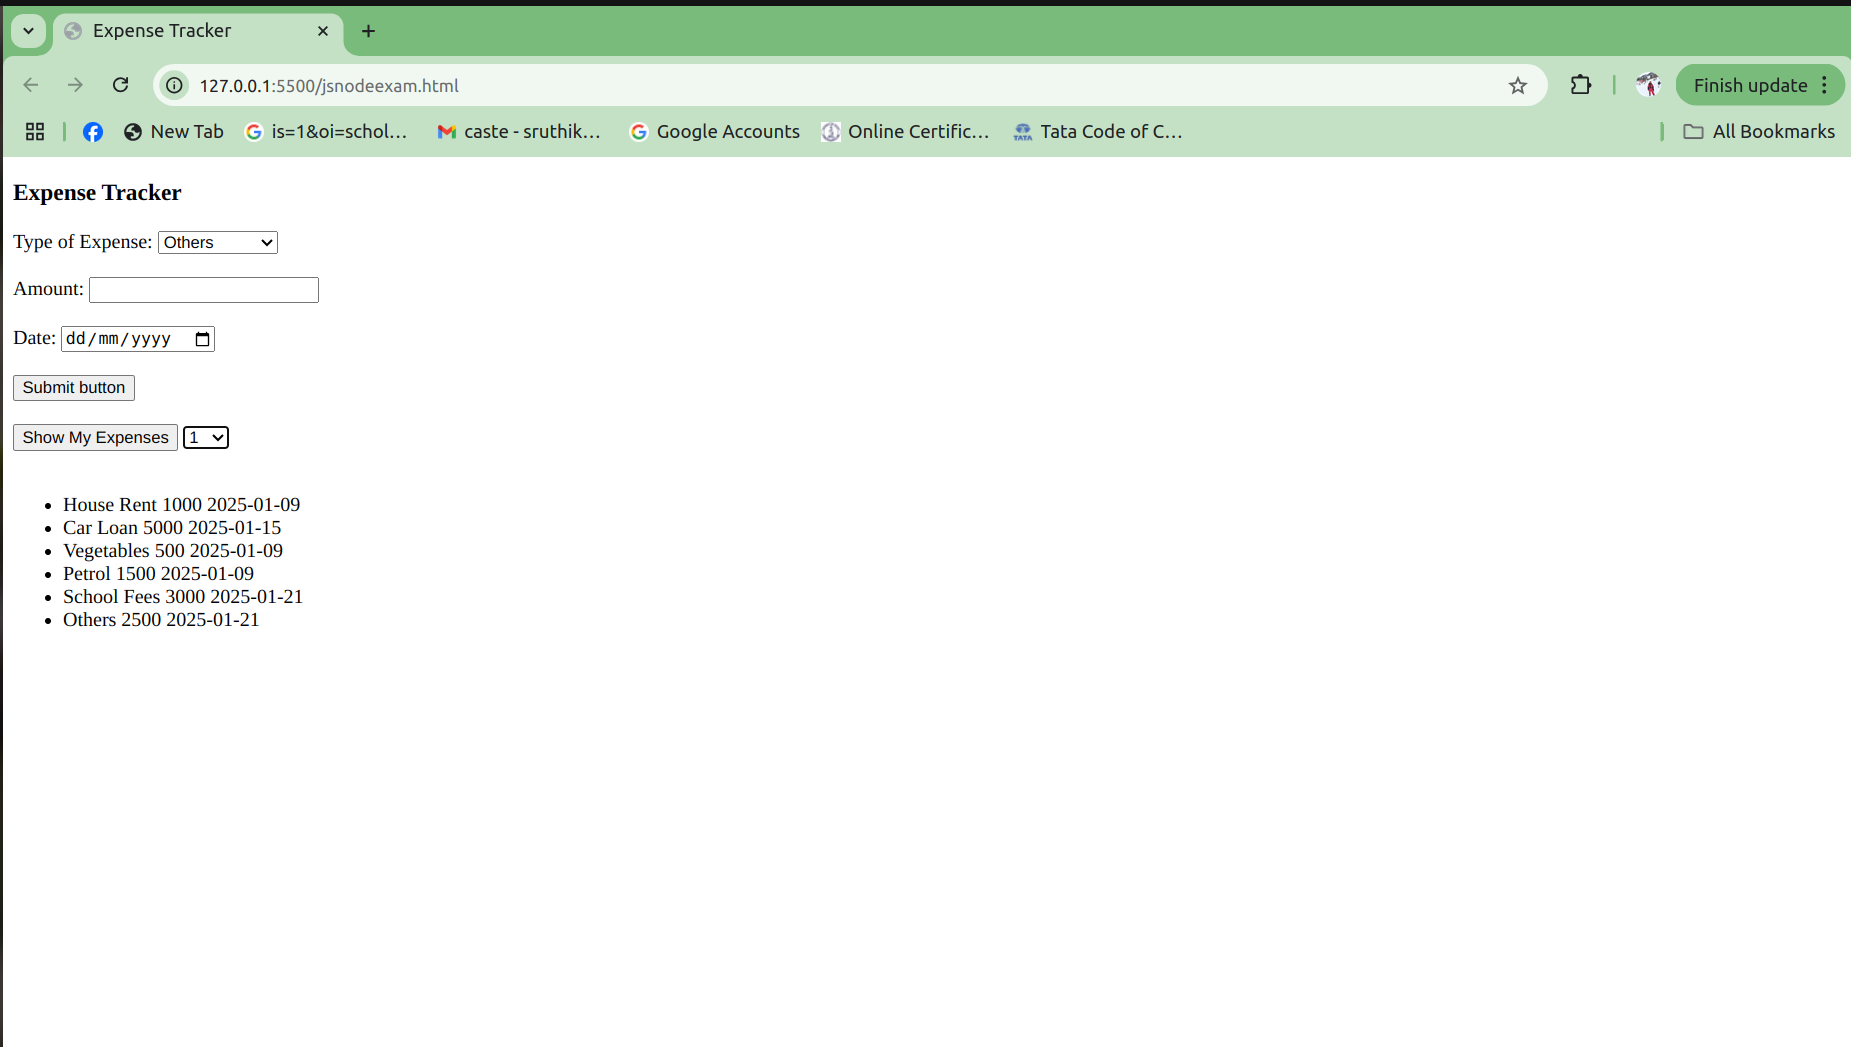 Expense Tracker
127.0.0.1:5500/jsnodeexam.html
Finish update
New Tab
is=1&oi=schol...
caste - sruthik...
Google Accounts
Online Certific...
TATA
Tata Code of C...
All Bookmarks
Expense Tracker
Type of Expense: Others
Amount:
Date: dd/mm/yyyy
Submit button
Show My Expenses 1
• House Rent 1000 2025-01-09
• Car Loan 5000 2025-01-15
• Vegetables 500 2025-01-09
• Petrol 1500 2025-01-09
• School Fees 3000 2025-01-21
• Others 2500 2025-01-21